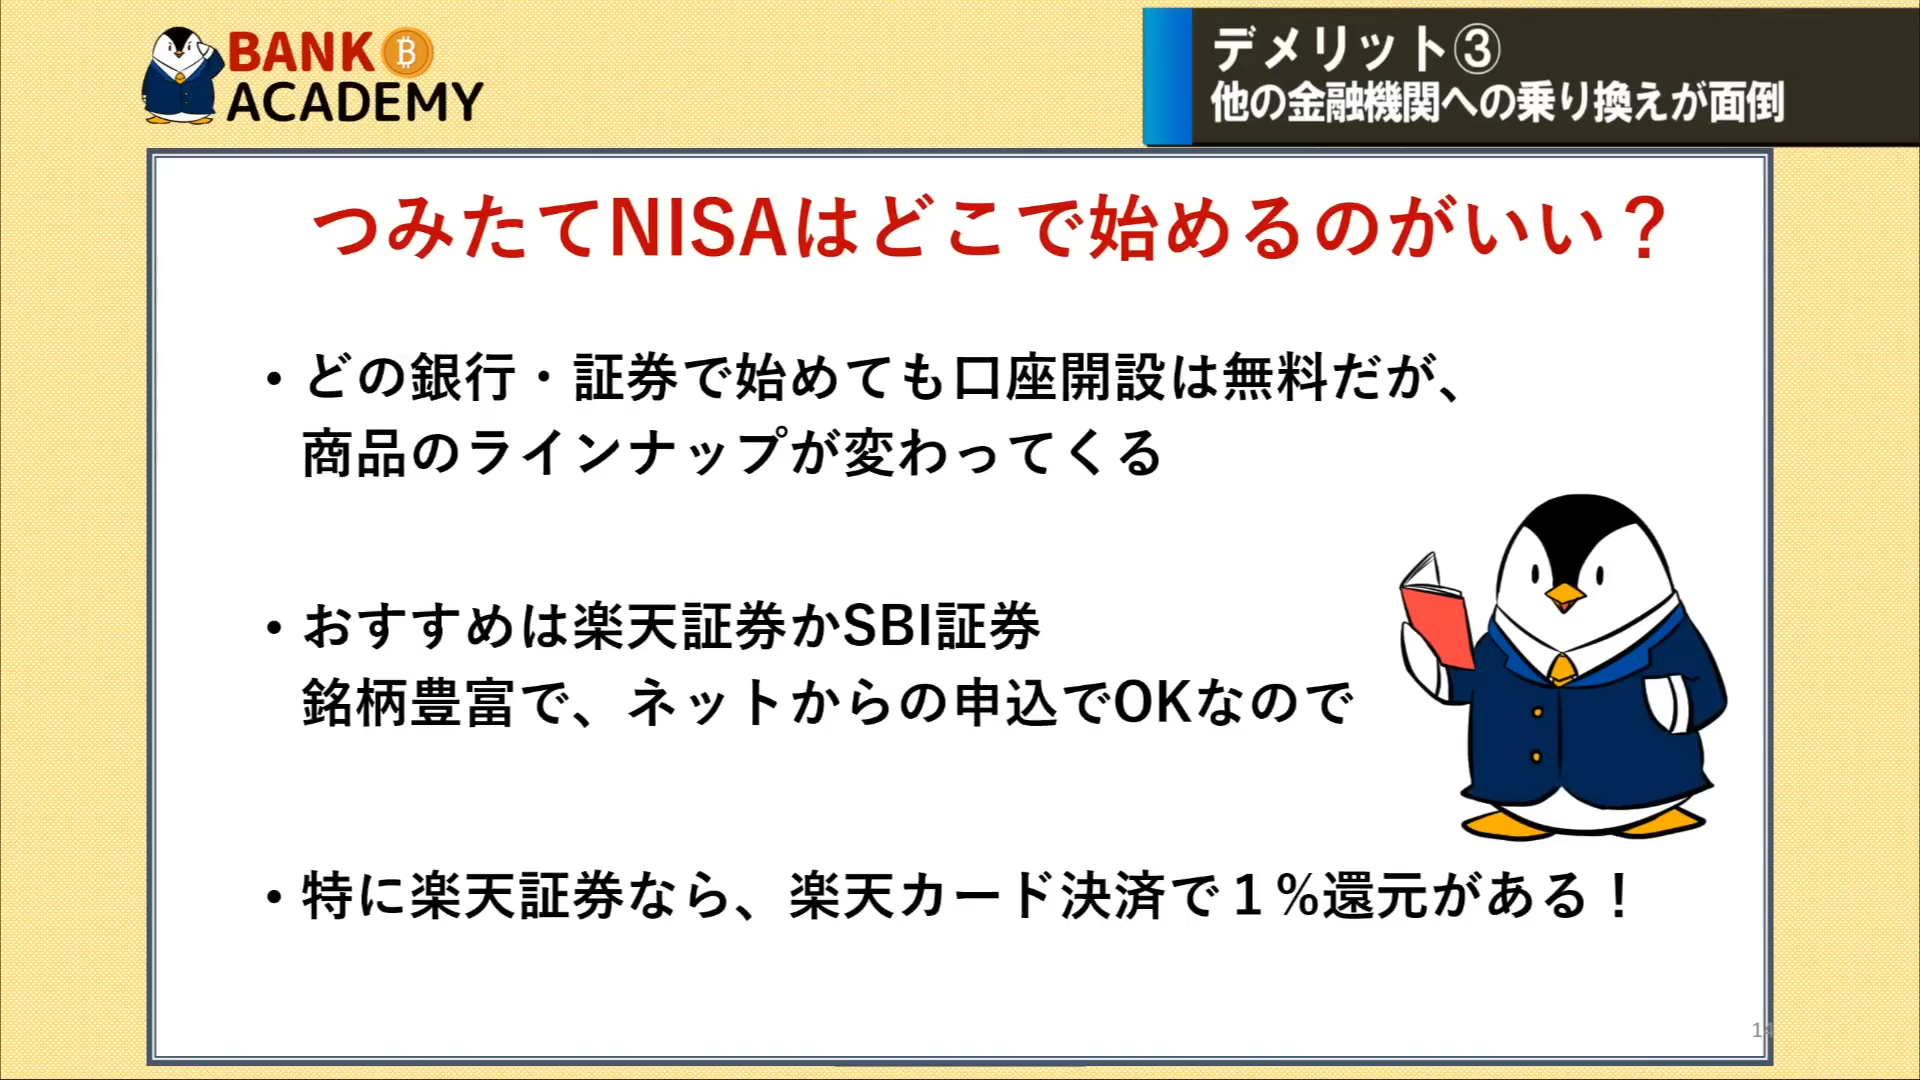 BANK
ACADEMY
デメリット③
他の金融機関への乗り換えが面倒
つみたてNISAはどこで始めるのがいい？
・どの銀行・証券で始めても口座開設は無料だが、
商品のラインナップが変わってくる
・おすすめは楽天証券かSBI証券
銘柄豊富で、ネットからの申込でOKなので
・特に楽天証券なら、楽天カード決済で１%還元がある！